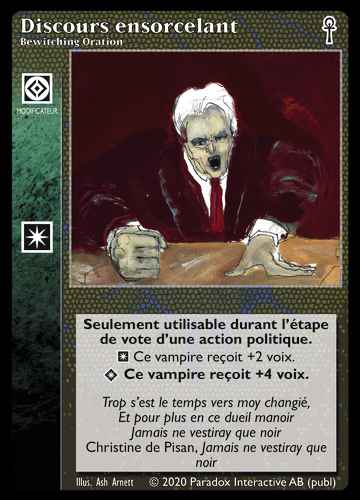 Discours ensorcelant
Bewitching Oration
MODIFICATEUR
Seulement utilisable durant l'étape
de vote d'une action politique.
Ce vampire reçoit +2 voix.
Ce vampire reçoit +4 voix.
Trop s'est le temps vers moy changié,
Et pour plus en ce dueil manoir
Jamais ne vestiray que noir
Christine de Pisan, Jamais ne vestiray que
noir
Illus. Ash Arnett © 2020 Paradox Interactive AB (publ)